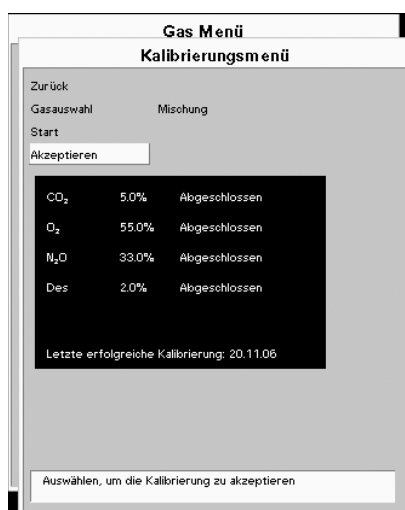 Gas Menü
Kalibrierungsmenü
Zurück
Gasauswahl Mischung
Start
Akzeptieren
CO₂ 5.0% Abgeschlossen
O₂ 55.0% Abgeschlossen
N₂O 33.0% Abgeschlossen
Des 2.0% Abgeschlossen
Letzte erfolgreiche Kalibrierung: 20.11.06
Auswählen, um die Kalibrierung zu akzeptieren